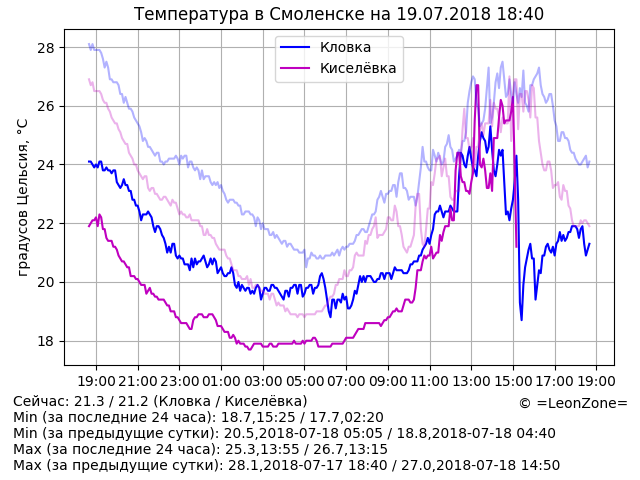 Температура в Смоленске на 19.07.2018 18:40
Кловка
Киселёвка
градусов Цельсия, °C
28
26
24
22
20
18
19:00 21:00 23:00 01:00 03:00 05:00 07:00 09:00 11:00 13:00 15:00 17:00 19:00
© =LeonZone=
Сейчас: 21.3 / 21.2 (Кловка / Киселёвка)
Min (за последние 24 часа): 18.7,15:25 / 17.7,02:20
Min (за предыдущие сутки): 20.5,2018-07-18 05:05 / 18.8,2018-07-18 04:40
Max (за последние 24 часа): 25.3,13:55 / 26.7,13:15
Max (за предыдущие сутки): 28.1,2018-07-17 18:40 / 27.0,2018-07-18 14:50